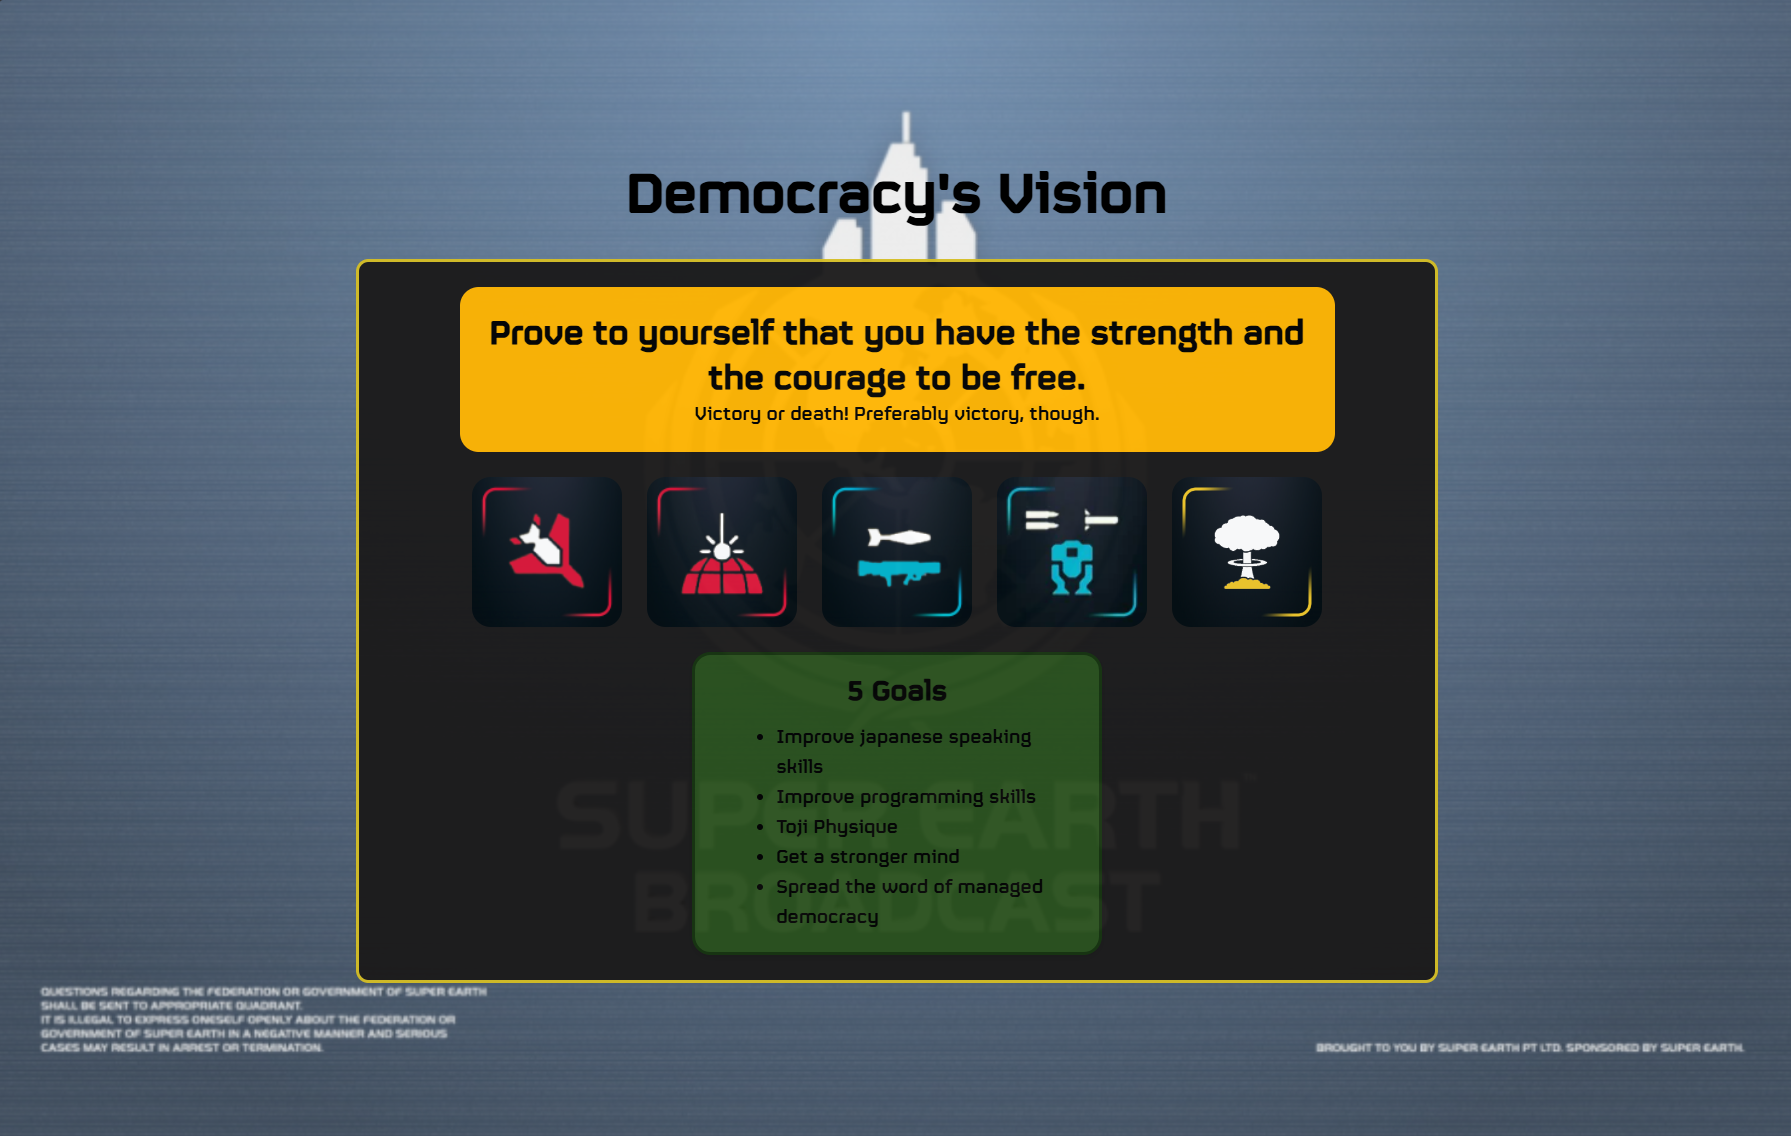 Democracy's Vision
Prove to yourself that you have the strength and
the courage to be free.
Victory or death! Preferably victory, though.
5 Goals
• Improve japanese speaking
skills
• Improve programming skills
• Toji Physique
• Get a stronger mind
• Spread the word of managed
democracy
SUPER EARTH
BROADCAST
QUESTIONS REGARDING THE FEDERATION OR GOVERNMENT OF SUPER EARTH
SHALL BE SENT TO APPROPRIATE QUADRANT.
IT IS ILLEGAL TO EXPRESS ONESELF OPENLY ABOUT THE FEDERATION OR
GOVERNMENT OF SUPER EARTH IN A NEGATIVE MANNER AND SERIOUS
CASES MAY RESULT IN ARREST OR TERMINATION.
BROUGHT TO YOU BY SUPER EARTH PT LTD. SPONSORED BY SUPER EARTH.